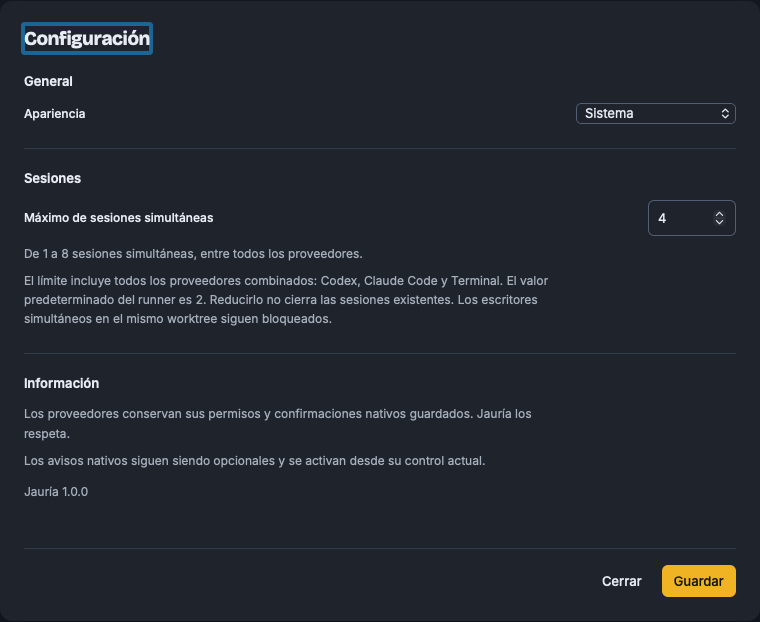 Configuración
General
Apariencia
Sistema
Sesiones
Máximo de sesiones simultáneas
4
De 1 a 8 sesiones simultáneas, entre todos los proveedores.
El límite incluye todos los proveedores combinados: Codex, Claude Code y Terminal. El valor
predeterminado del runner es 2. Reducirlo no cierra las sesiones existentes. Los escritores
simultáneos en el mismo worktree siguen bloqueados.
Información
Los proveedores conservan sus permisos y confirmaciones nativos guardados. Jauría los
respeta.
Los avisos nativos siguen siendo opcionales y se activan desde su control actual.
Jauría 1.0.0
Cerrar
Guardar